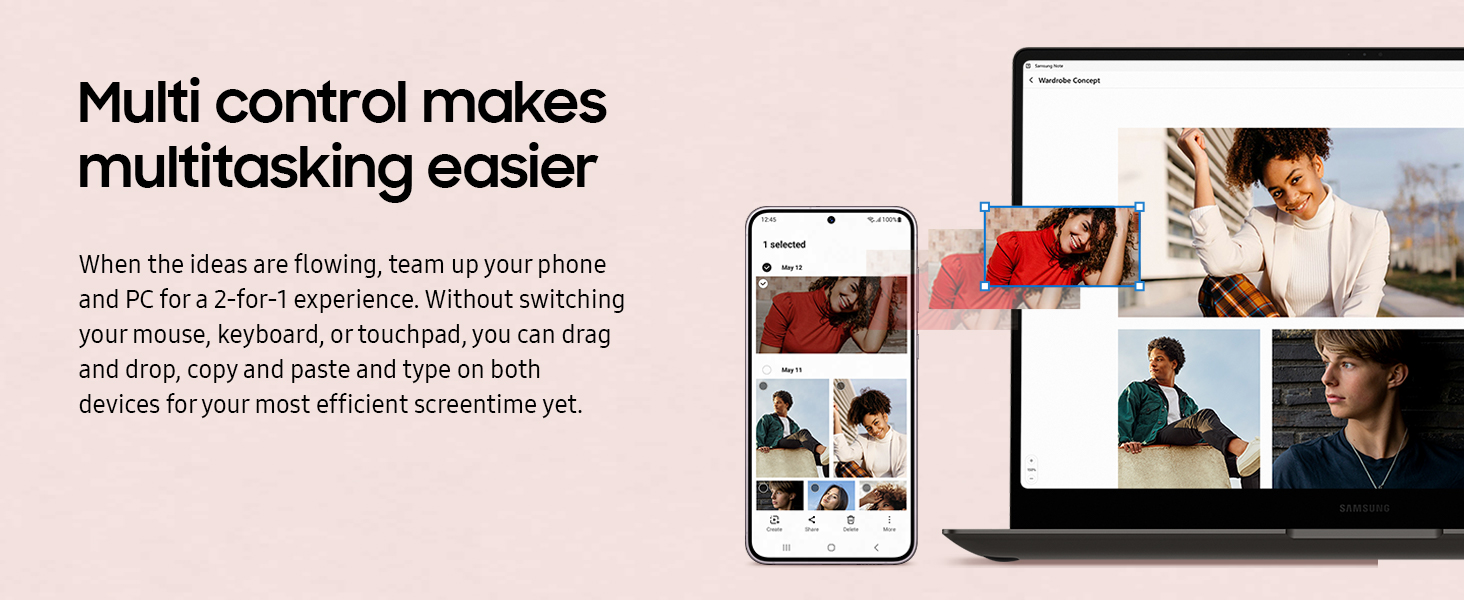 Multi control makes
multitasking easier
When the ideas are flowing, team up your phone
and PC for a 2-for-1 experience. Without switching
your mouse, keyboard, or touchpad, you can drag
and drop, copy and paste and type on both
devices for your most efficient screentime yet.
12:45 100%
1 selected
May 12
May 11
Create Share Delete More
Samsung Note
Wardrobe Concept
100%
SAMSUNG